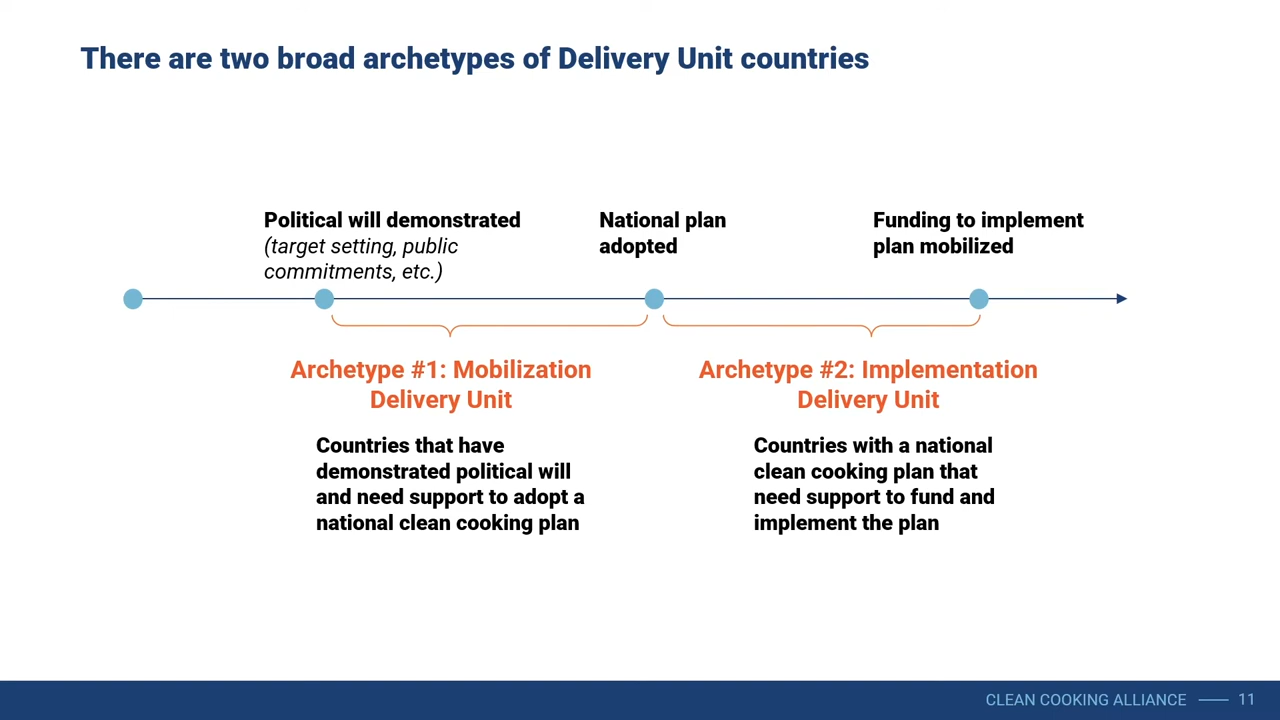 There are two broad archetypes of Delivery Unit countries
Political will demonstrated
(target setting, public
commitments, etc.)
National plan
adopted
Funding to implement
plan mobilized
Archetype #1: Mobilization
Delivery Unit
Countries that have
demonstrated political will
and need support to adopt a
national clean cooking plan
Archetype #2: Implementation
Delivery Unit
Countries with a national
clean cooking plan that
need support to fund and
implement the plan
CLEAN COOKING ALLIANCE
11